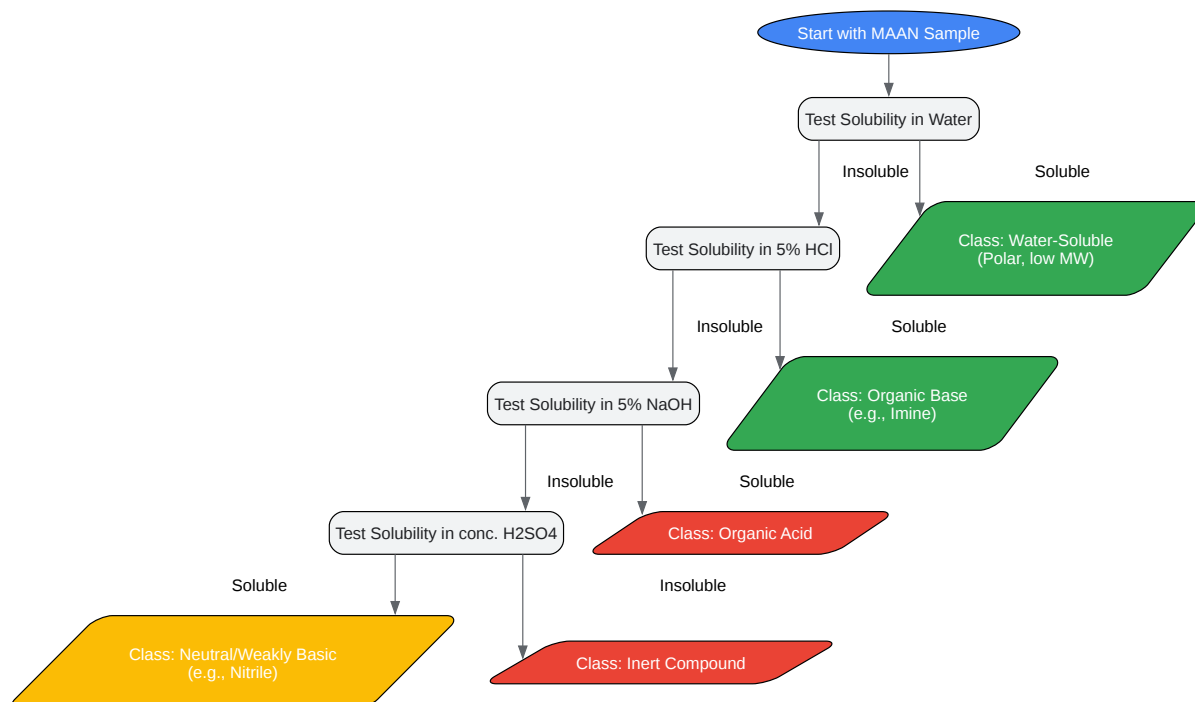 Start with MAAN Sample
Test Solubility in Water
Insoluble
Soluble
Class: Water-Soluble
(Polar, low MW)
Test Solubility in 5% HCl
Insoluble
Soluble
Class: Organic Base
(e.g., Imine)
Test Solubility in 5% NaOH
Insoluble
Soluble
Class: Organic Acid
Test Solubility in conc. H2SO4
Soluble
Insoluble
Class: Neutral/Weakly Basic
(e.g., Nitrile)
Class: Inert Compound